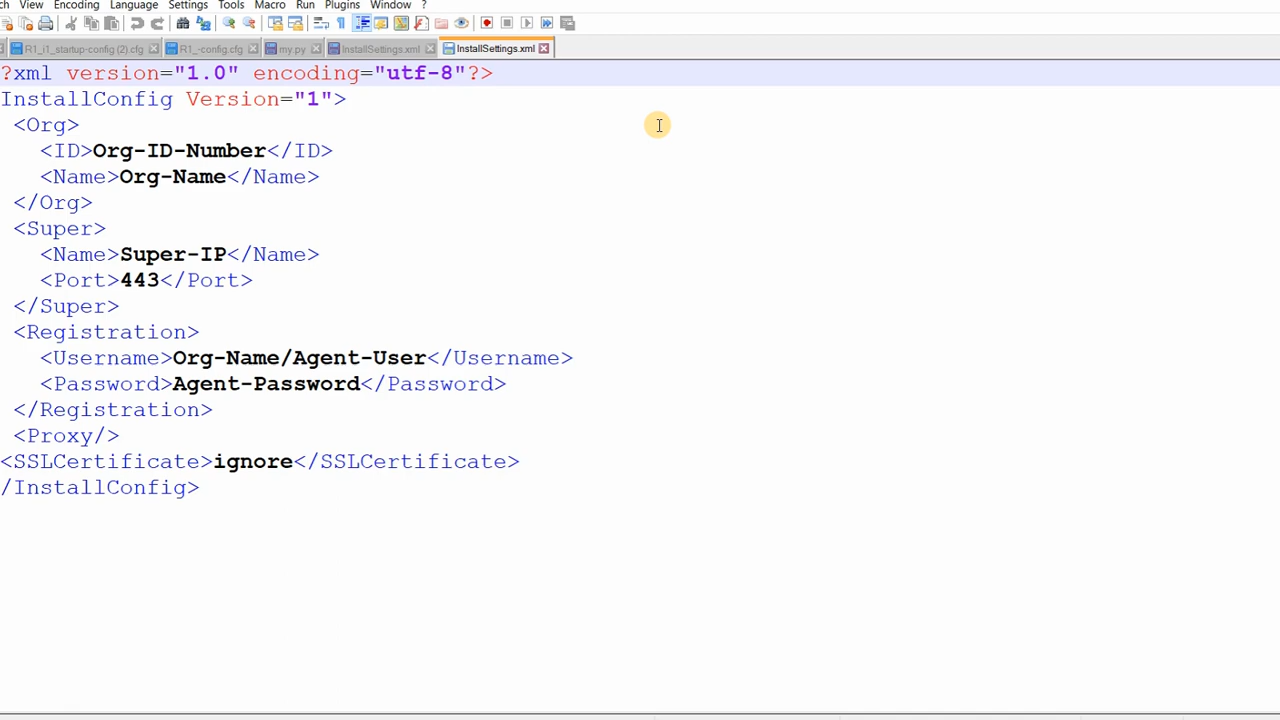 View Encoding Language Settings Tools Macro Run Plugins Window ?
R1_i1_startup-config (2).cfg R1_-config.cfg my.py InstallSettings.xml InstallSettings.xml
?xml version="1.0" encoding="utf-8"?>
InstallConfig Version="1">
<Org>
<ID>Org-ID-Number</ID>
<Name>Org-Name</Name>
</Org>
<Super>
<Name>Super-IP</Name>
<Port>443</Port>
</Super>
<Registration>
<Username>Org-Name/Agent-User</Username>
<Password>Agent-Password</Password>
</Registration>
<Proxy/>
<SSLCertificate>ignore</SSLCertificate>
/InstallConfig>